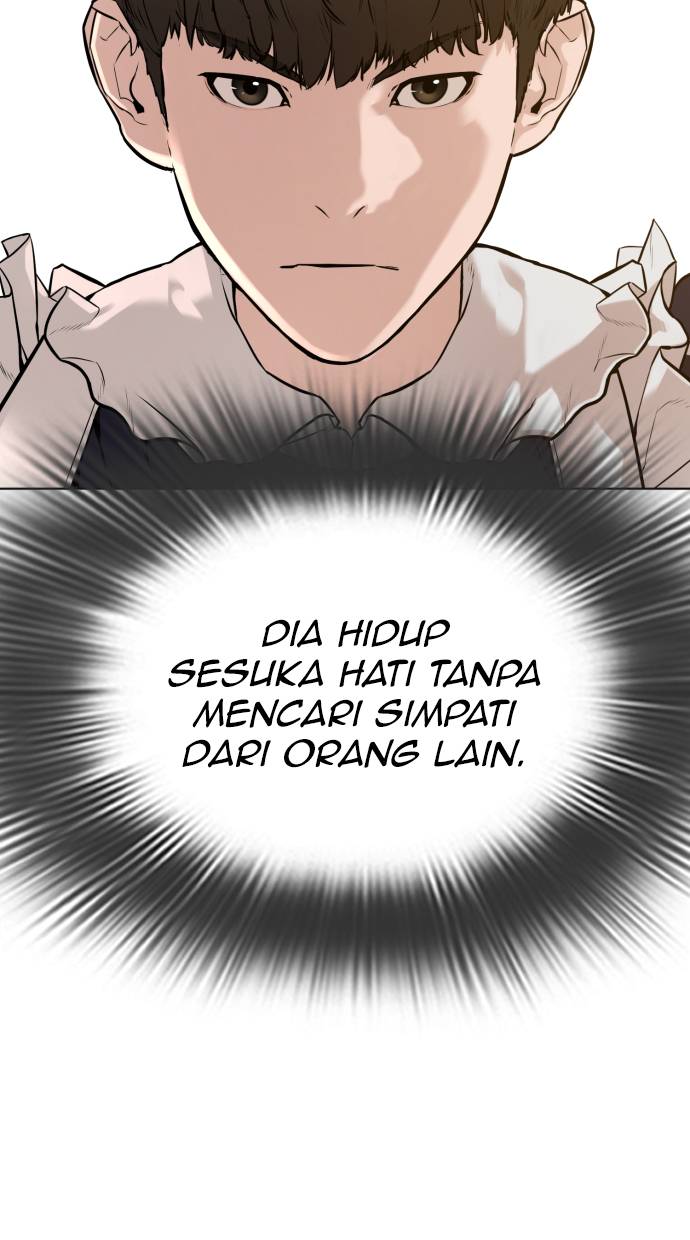 DIA HIDUP
SESUKA HATI TANPA
MENCARI SIMPATI
DARI ORANG LAIN.